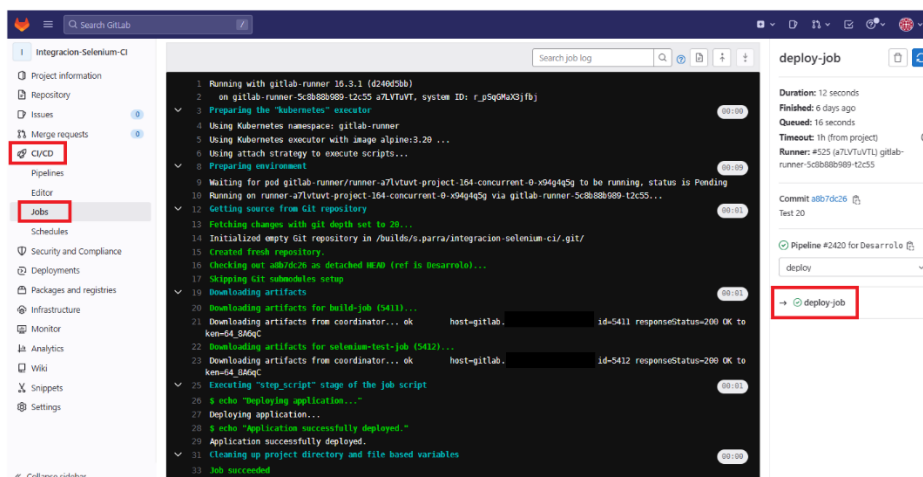 Search GitLab
/
I Integracion-Selenium-CI
Project information
Repository
Issues 0
Merge requests 0
CI/CD
Pipelines
Editor
Jobs
Schedules
Security and Compliance
Deployments
Packages and registries
Infrastructure
Monitor
Analytics
Wiki
Snippets
Settings
Collapse sidebar
Search job log
1 Running with gitlab-runner 16.3.1 (d240d5bb)
2 on gitlab-runner-5c8b88b989-t2c55 a7LVTuVT, system ID: r_pSqGMaX3jfbj
3 Preparing the "kubernetes" executor 00:00
4 Using Kubernetes namespace: gitlab-runner
5 Using Kubernetes executor with image alpine:3.20 ...
6 Using attach strategy to execute scripts...
8 Preparing environment 00:09
9 Waiting for pod gitlab-runner/runner-a7lvtuvt-project-164-concurrent-0-x94g4q5g to be running, status is Pending
10 Running on runner-a7lvtuvt-project-164-concurrent-0-x94g4q5g via gitlab-runner-5c8b88b989-t2c55...
12 Getting source from Git repository 00:01
13 Fetching changes with git depth set to 20...
14 Initialized empty Git repository in /builds/s.parra/integracion-selenium-ci/.git/
15 Created fresh repository.
16 Checking out a8b7dc26 as detached HEAD (ref is Desarrolo)...
17 Skipping Git submodules setup
19 Downloading artifacts 00:01
20 Downloading artifacts for build-job (5411)...
21 Downloading artifacts from coordinator... ok host=gitlab. id=5411 responseStatus=200 OK to
ken=64_8A6qC
22 Downloading artifacts for selenium-test-job (5412)...
23 Downloading artifacts from coordinator... ok host=gitlab. id=5412 responseStatus=200 OK to
ken=64_8A6qC
25 Executing "step_script" stage of the job script 00:01
26 $ echo "Deploying application..."
27 Deploying application...
28 $ echo "Application successfully deployed."
29 Application successfully deployed.
31 Cleaning up project directory and file based variables 00:00
33 Job succeeded
deploy-job
Duration: 12 seconds
Finished: 6 days ago
Queued: 16 seconds
Timeout: 1h (from project)
Runner: #525 (a7LVTuVTL) gitlab-
runner-5c8b88b989-t2c55
Commit a8b7dc26
Test 20
Pipeline #2420 for Desarrolo
deploy
→ deploy-job